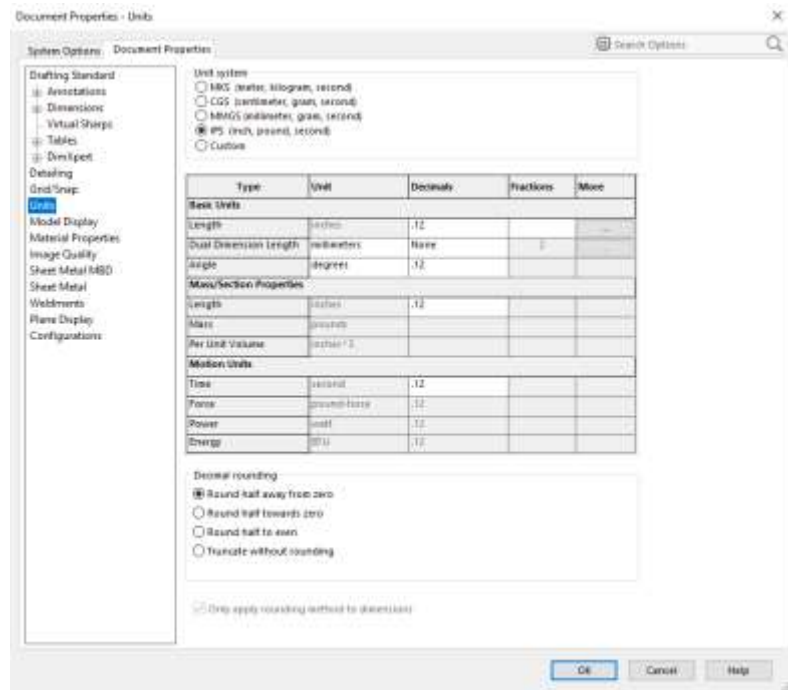 Document Properties - Units
System Options Document Properties
Search Options
Drafting Standard
Annotations
Dimensions
Virtual Sharps
Tables
DimXpert
Detailing
Grid/Snap
Units
Model Display
Material Properties
Image Quality
Sheet Metal MBD
Sheet Metal
Weldments
Plane Display
Configurations
Unit system
MKS (meter, kilogram, second)
CGS (centimeter, gram, second)
MMGS (millimeter, gram, second)
IPS (inch, pound, second)
Custom
Type Unit Decimals Fractions More
Basic Units
Length inches .12 ...
Dual Dimension Length millimeters None 2
Angle degrees .12
Mass/Section Properties
Length inches .12
Mass pounds
Per Unit Volume inches^3
Motion Units
Time second .12
Force pound-force .12
Power watt .12
Energy BTU .12
Decimal rounding
Round half away from zero
Round half towards zero
Round half to even
Truncate without rounding
Only apply rounding method to dimensions
OK Cancel Help